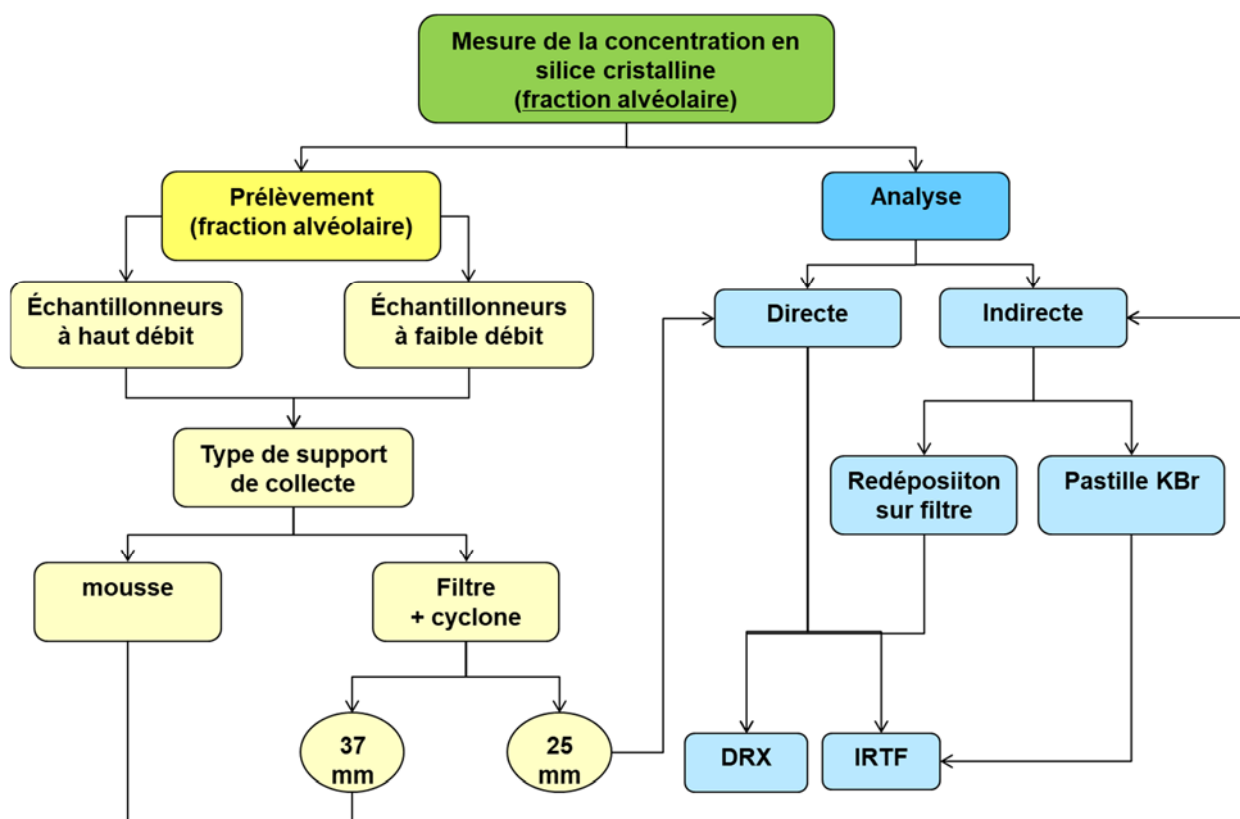 Mesure de la concentration en
silice cristalline
(fraction alvéolaire)
Prélèvement
(fraction alvéolaire)
Analyse
Échantillonneurs
à haut débit
Échantillonneurs
à faible débit
Directe
Indirecte
Type de support
de collecte
Redéposiiton
sur filtre
Pastille KBr
mousse
Filtre
+ cyclone
37
mm
25
mm
DRX
IRTF